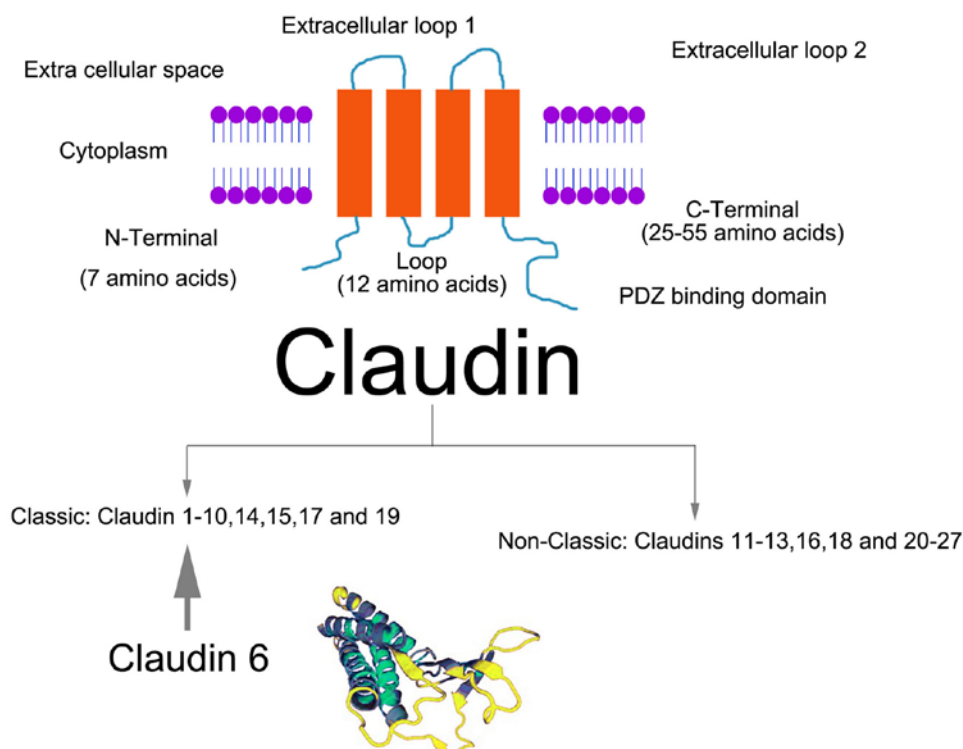 Extracellular loop 1
Extracellular loop 2
Extra cellular space
Cytoplasm
N-Terminal
(7 amino acids)
Loop
(12 amino acids)
C-Terminal
(25-55 amino acids)
PDZ binding domain
Claudin
Classic: Claudin 1-10,14,15,17 and 19
Non-Classic: Claudins 11-13,16,18 and 20-27
Claudin 6